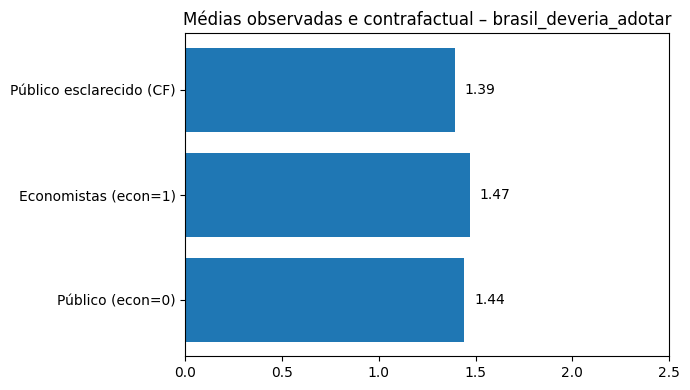 Médias observadas e contrafactual – brasil_deveria_adotar
Público esclarecido (CF)
1.39
Economistas (econ=1)
1.47
Público (econ=0)
1.44
0.0
0.5
1.0
1.5
2.0
2.5